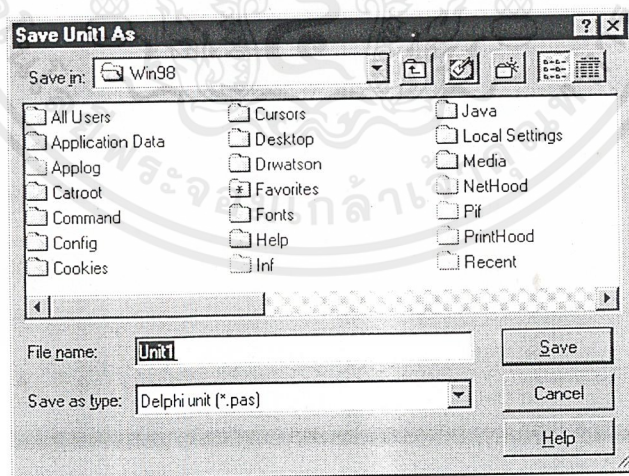 Save Unit1 As
Save in: Win98
All Users
Application Data
Applog
Catroot
Command
Config
Cookies
Cursors
Desktop
Drwatson
Favorites
Fonts
Help
Inf
Java
Local Settings
Media
NetHood
Pif
PrintHood
Recent
File name: Unit1
Save
Save as type: Delphi unit (*.pas)
Cancel
Help